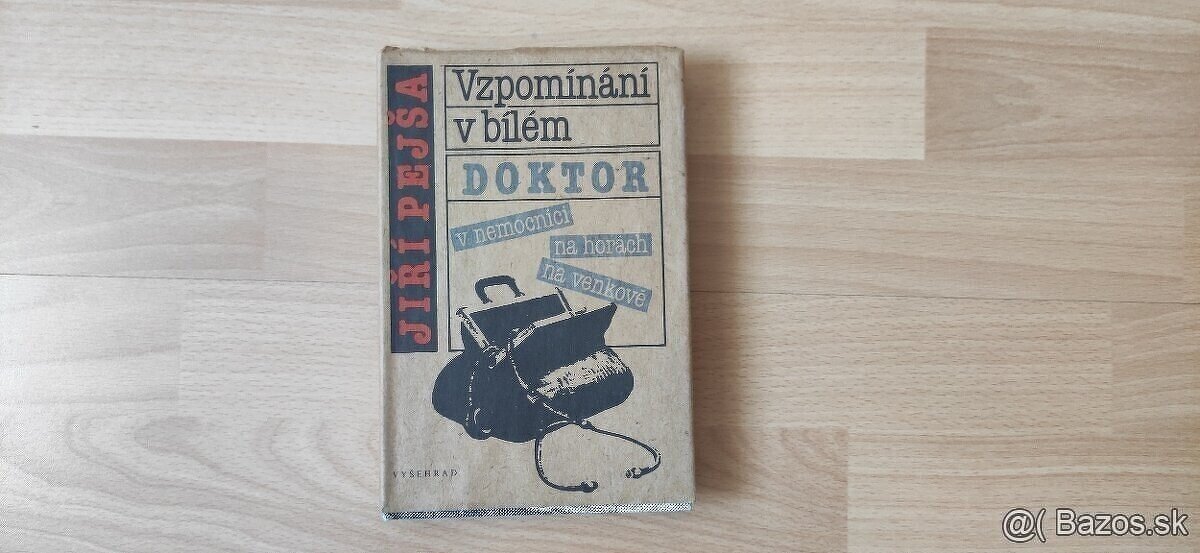 JIŘÍ PEJŠA
Vzpomínání
v bílém
DOKTOR
v nemocnici
na horách
na venkově
VYŠEHRAD
@( Bazos.sk